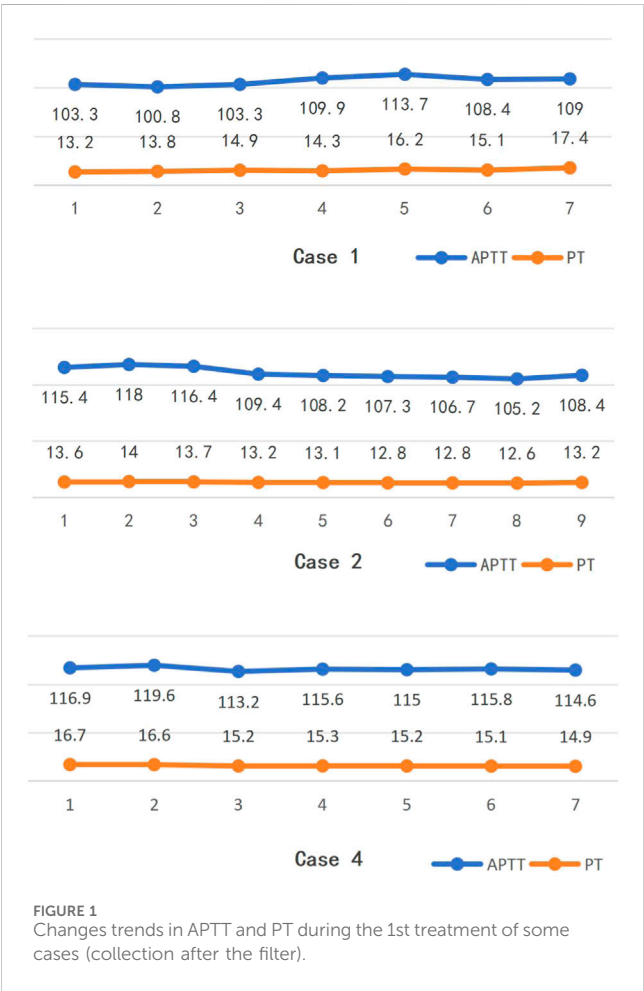 103.3 100.8 103.3 109.9 113.7 108.4 109
13.2 13.8 14.9 14.3 16.2 15.1 17.4
1 2 3 4 5 6 7
Case 1 APTT PT
115.4 118 116.4 109.4 108.2 107.3 106.7 105.2 108.4
13.6 14 13.7 13.2 13.1 12.8 12.8 12.6 13.2
1 2 3 4 5 6 7 8 9
Case 2 APTT PT
116.9 119.6 113.2 115.6 115 115.8 114.6
16.7 16.6 15.2 15.3 15.2 15.1 14.9
1 2 3 4 5 6 7
Case 4 APTT PT
FIGURE 1
Changes trends in APTT and PT during the 1st treatment of some
cases (collection after the filter).